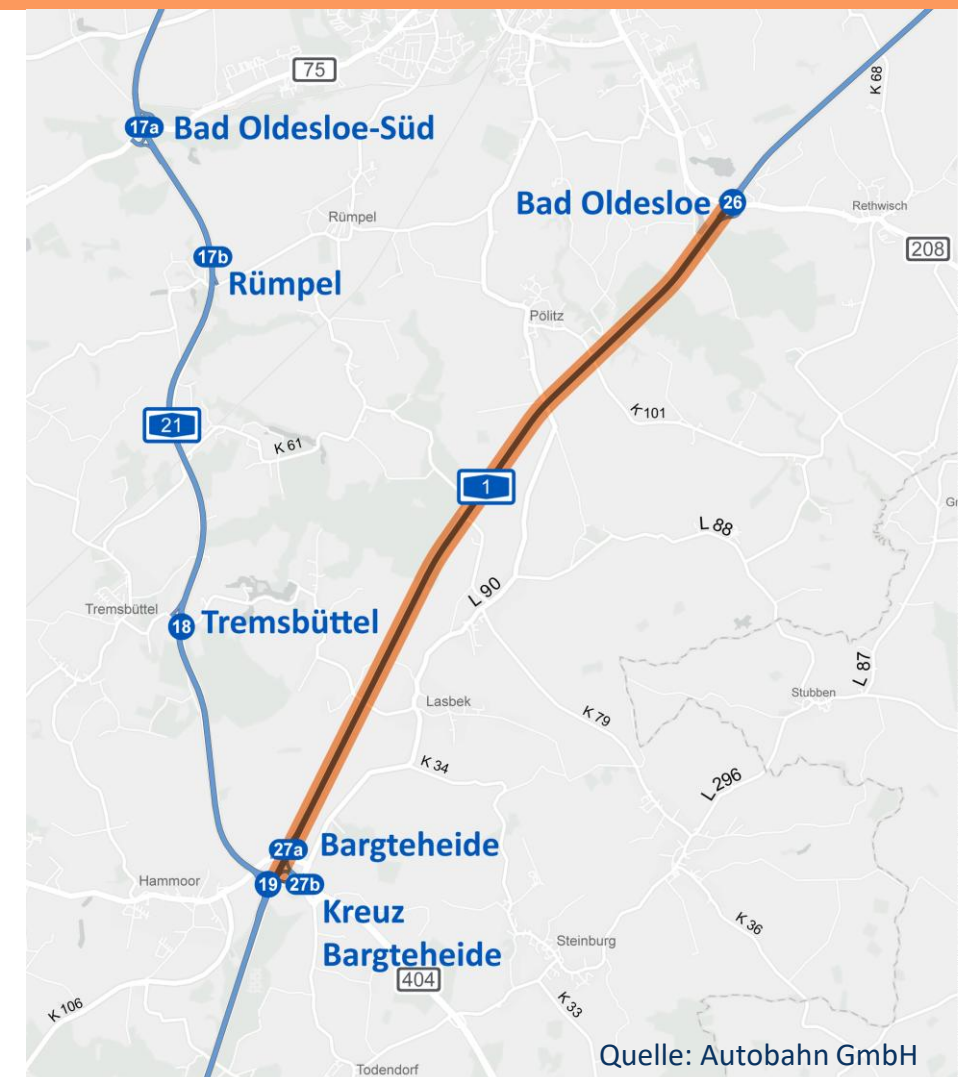 75
K 68
17a Bad Oldesloe-Süd
Bad Oldesloe 26
Rethwisch
Rümpel
208
17b
Rümpel
Pölitz
K 101
21
K 61
1
L 88
L 90
Tremsbüttel
18 Tremsbüttel
L 87
Stubben
Lasbek
K 79
K 34
L 296
27a Bargteheide
Hammoor
19 27b
Kreuz
Bargteheide
K 36
Steinburg
404
K 106
K 33
Quelle: Autobahn GmbH
Todendorf